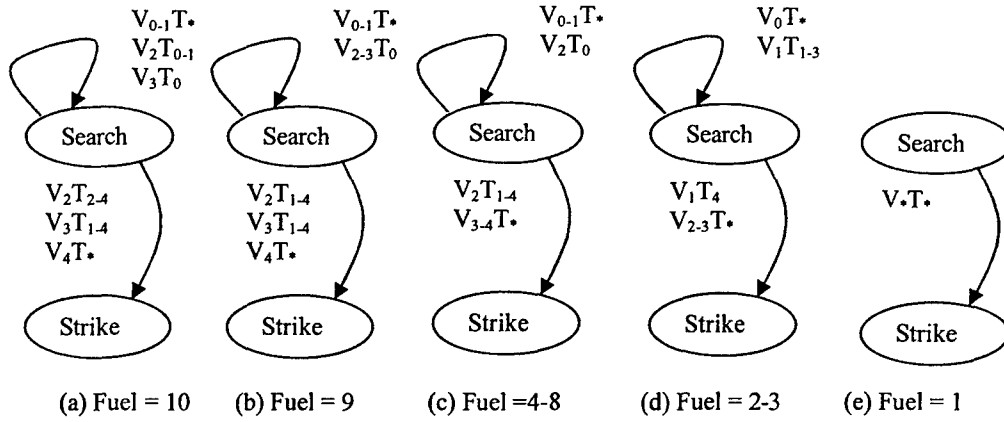 V₀₋₁T*
V₂T₀₋₁
V₃T₀
Search
V₂T₂₋₄
V₃T₁₋₄
V₄T*
Strike
(a) Fuel = 10
V₀₋₁T*
V₂₋₃T₀
Search
V₂T₁₋₄
V₃T₁₋₄
V₄T*
Strike
(b) Fuel = 9
V₀₋₁T*
V₂T₀
Search
V₂T₁₋₄
V₃₋₄T*
Strike
(c) Fuel =4-8
V₀T*
V₁T₁₋₃
Search
V₁T₄
V₂₋₃T*
Strike
(d) Fuel = 2-3
Search
V*T*
Strike
(e) Fuel = 1